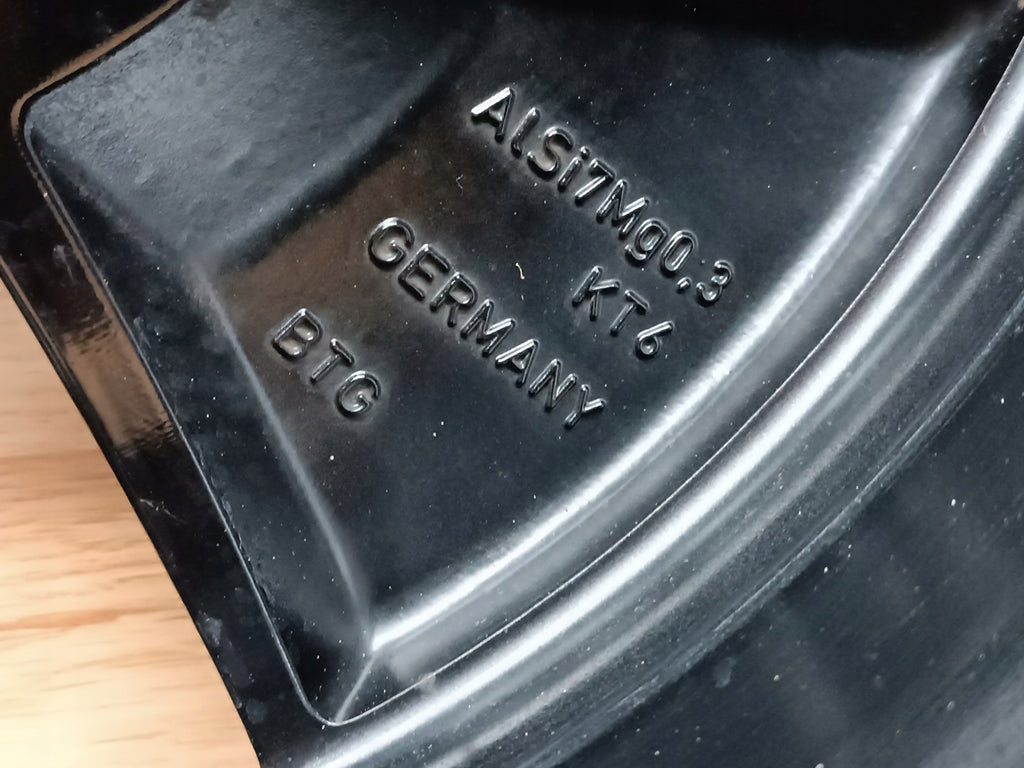 AlSi7Mg0,3
KT6
GERMANY
BTG